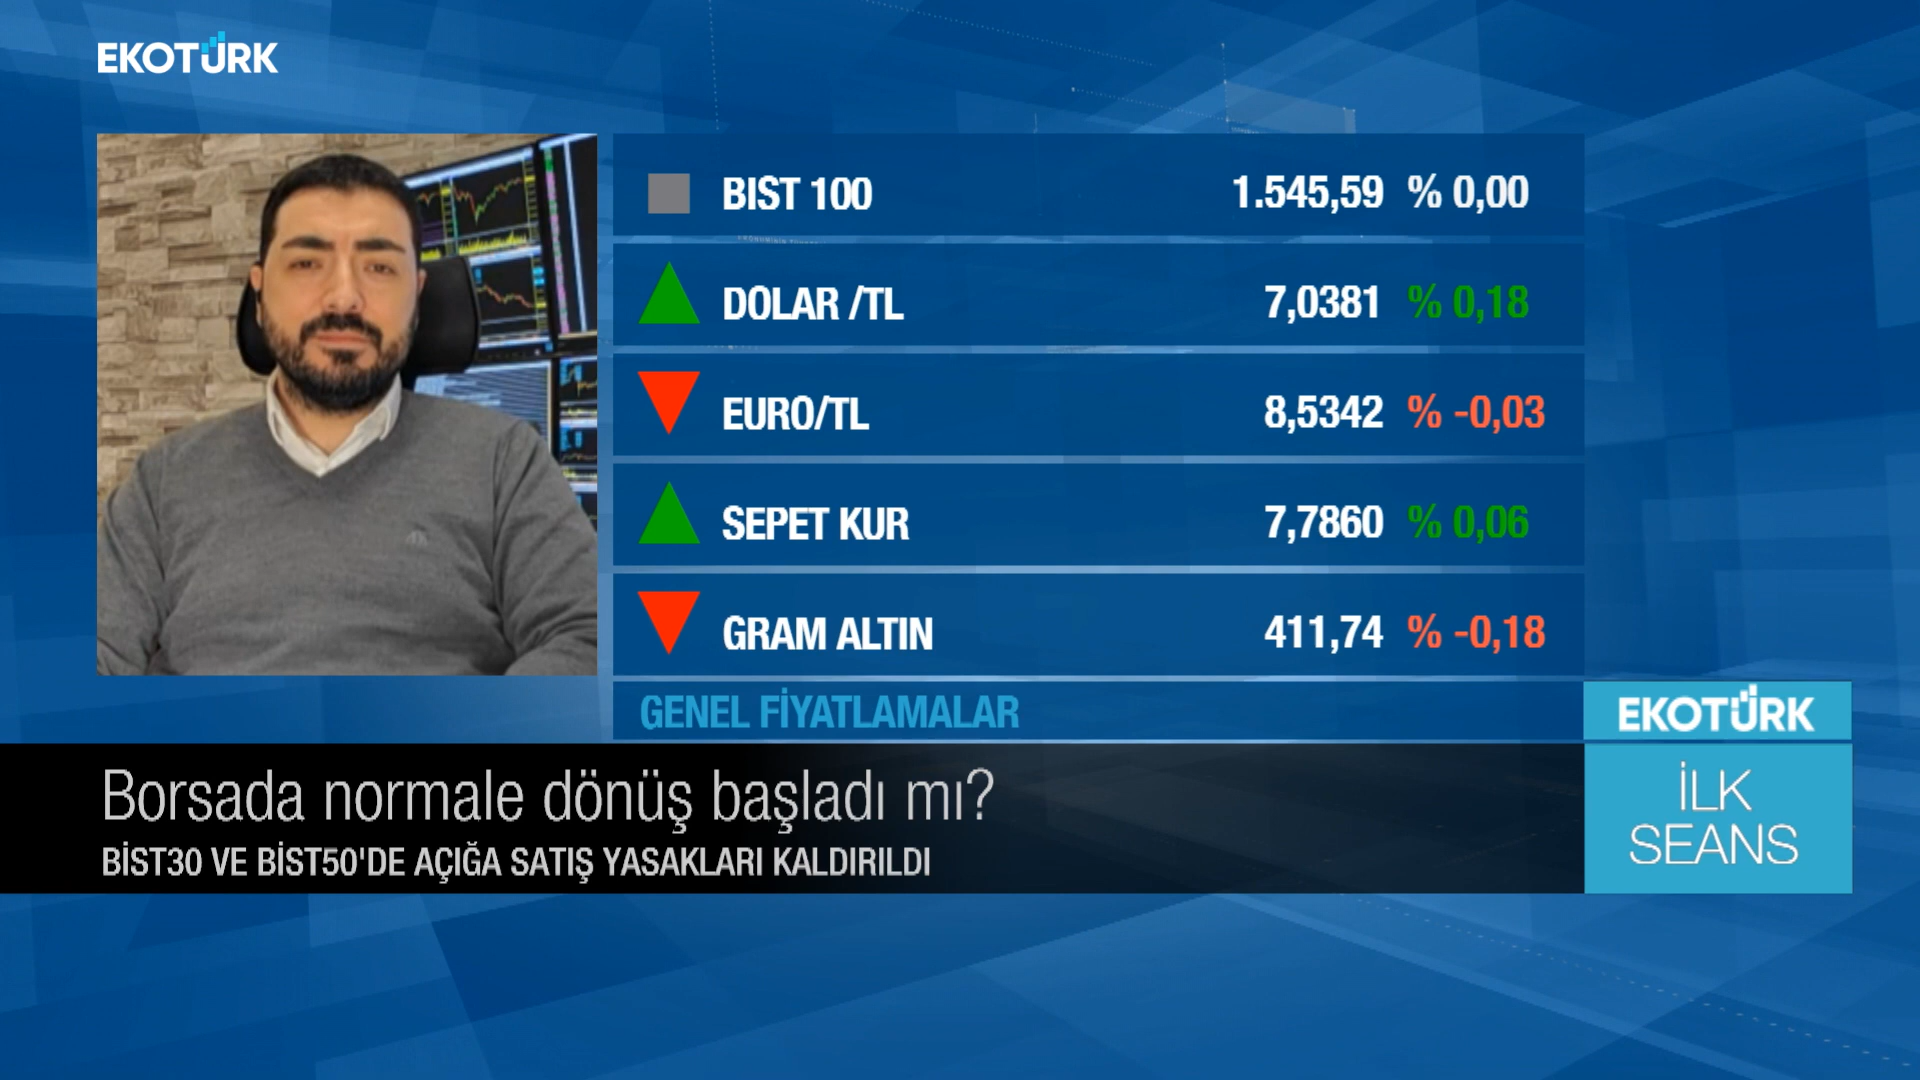 EKOTÜRK
BIST 100 1.545,59 % 0,00
DOLAR /TL 7,0381 % 0,18
EURO/TL 8,5342 % -0,03
SEPET KUR 7,7860 % 0,06
GRAM ALTIN 411,74 % -0,18
GENEL FİYATLAMALAR
EKOTÜRK
Borsada normale dönüş başladı mı?
BİST30 VE BİST50'DE AÇIĞA SATIŞ YASAKLARI KALDIRILDI
İLK
SEANS